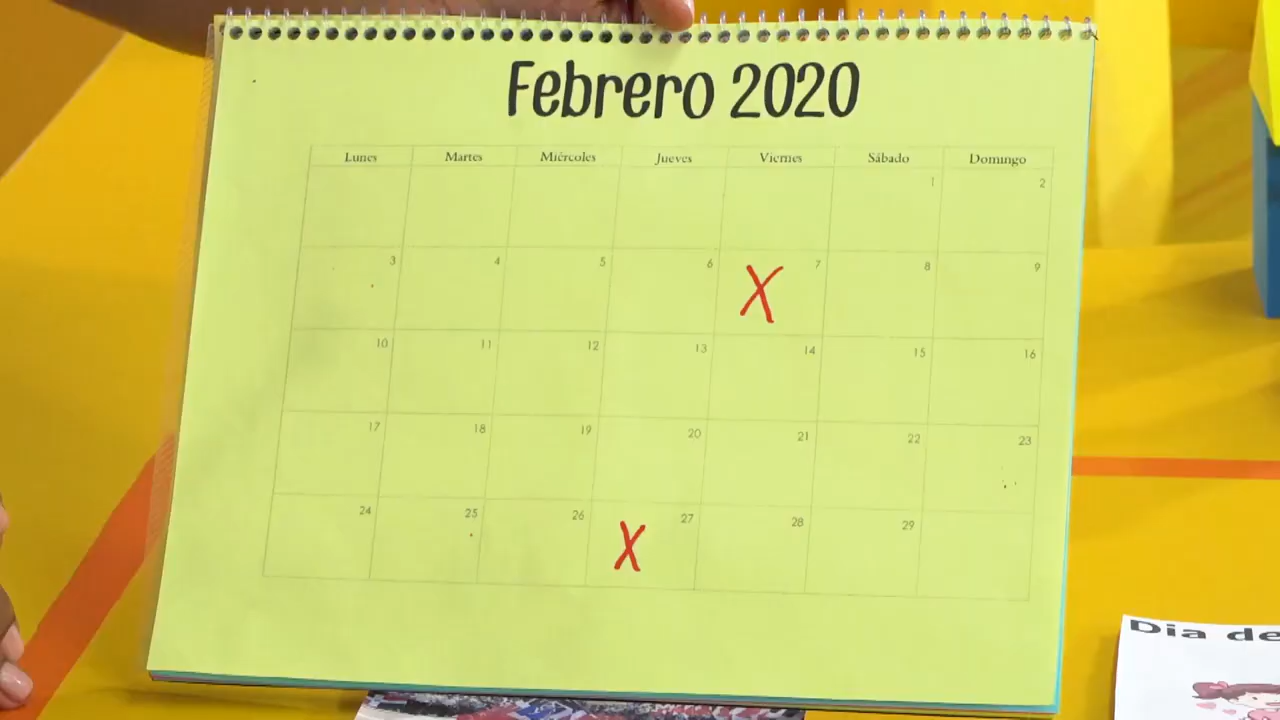 Febrero 2020
Lunes Martes Miércoles Jueves Viernes Sábado Domingo
1 2
3 4 5 6 X 7 8 9
10 11 12 13 14 15 16
17 18 19 20 21 22 23
24 25 26 X 27 28 29
Dia de